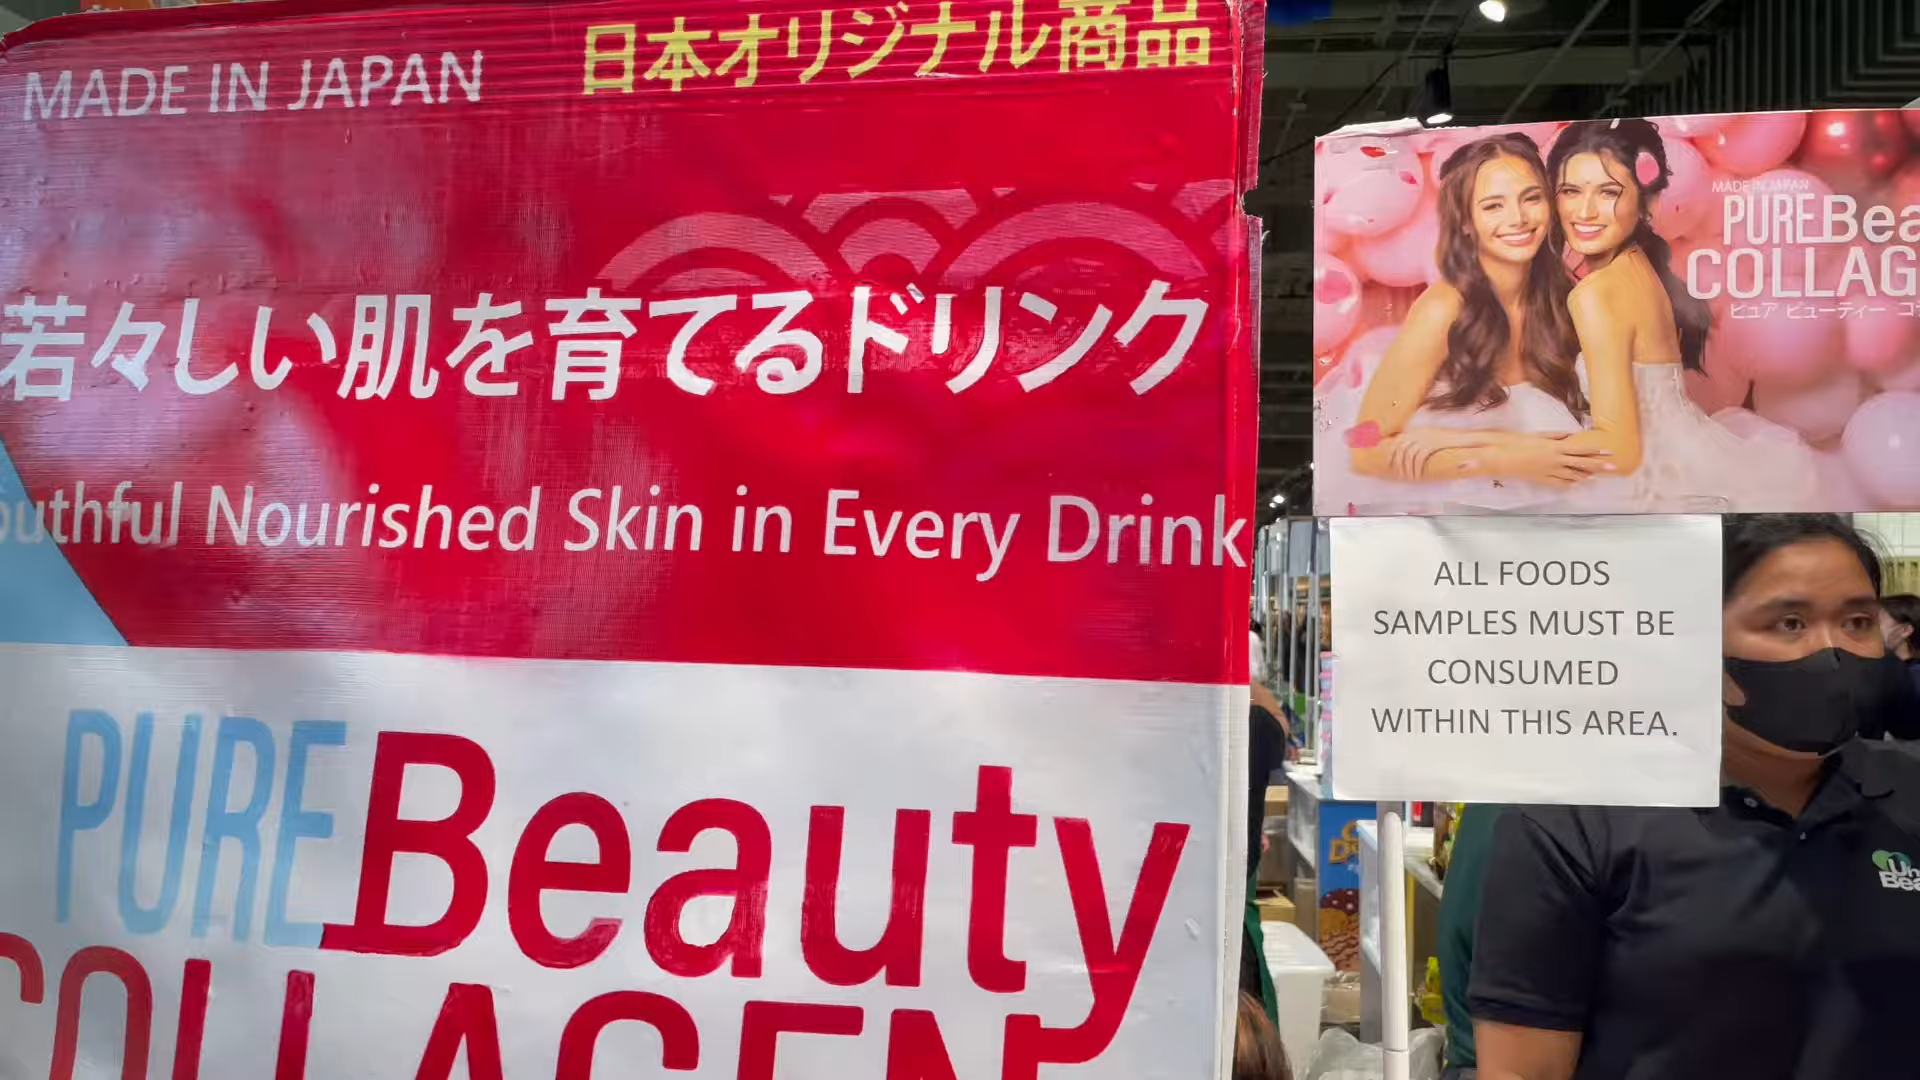 MADE IN JAPAN
日本オリジナル商品
若々しい肌を育てるドリンク
outhful Nourished Skin in Every Drink
PURE Beauty
COLLAGEN
MADE IN JAPAN
PURE Bea
COLLAG
ピュア ビューティー コ
ALL FOODS
SAMPLES MUST BE
CONSUMED
WITHIN THIS AREA.